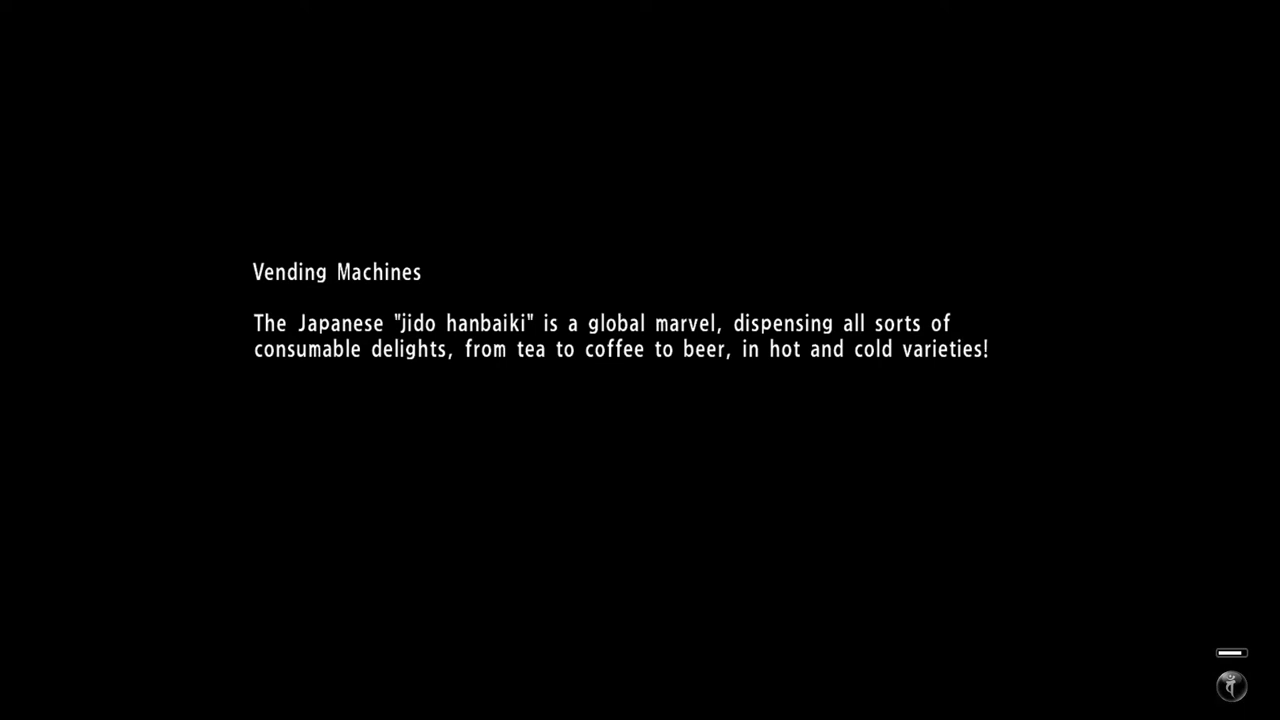 Vending Machines
The Japanese "jido hanbaiki" is a global marvel, dispensing all sorts of
consumable delights, from tea to coffee to beer, in hot and cold varieties!